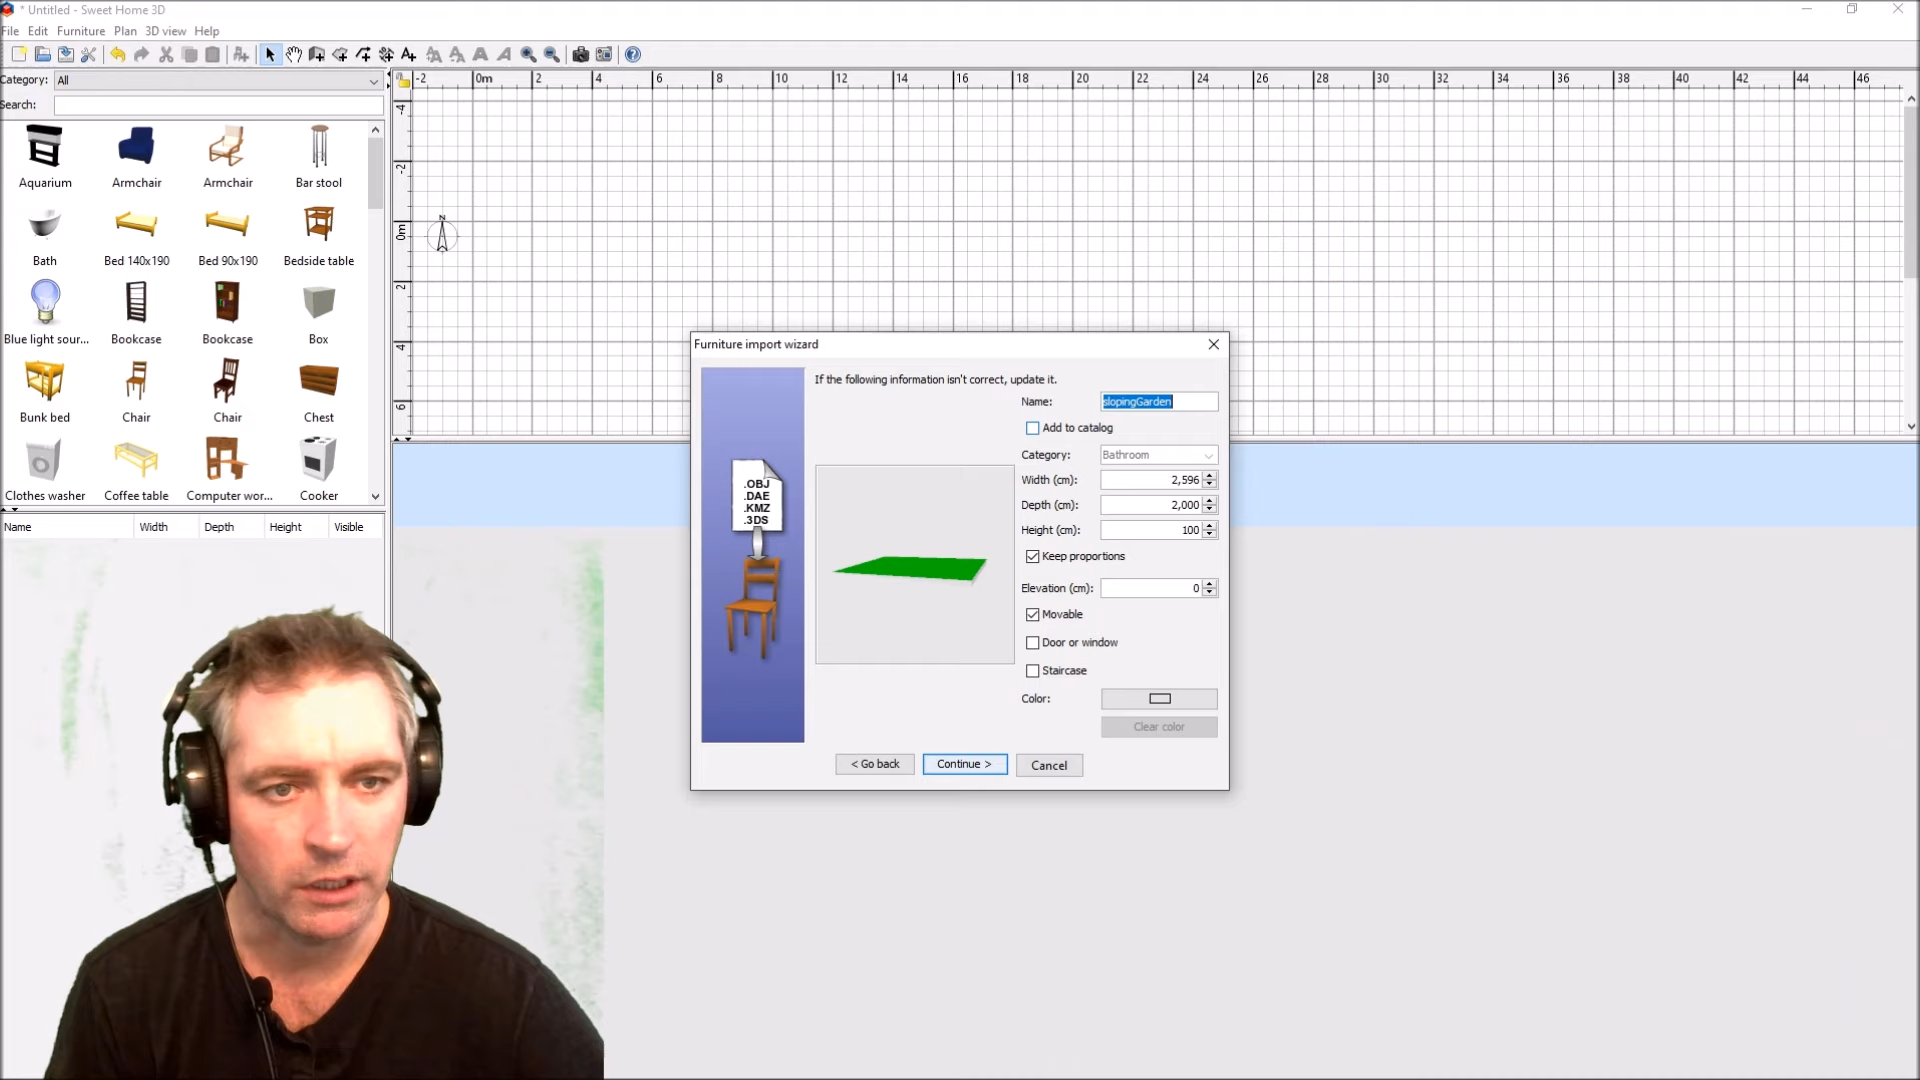 * Untitled - Sweet Home 3D
File Edit Furniture Plan 3D view Help
Category: All
Search:
-2 0m 2 4 6 8 10 12 14 16 18 20 22 24 26 28 30 32 34 36 38 40 42 44 46
-4
-2
0m
2
4
6
N
Aquarium Armchair Armchair Bar stool
Bath Bed 140x190 Bed 90x190 Bedside table
Blue light sour... Bookcase Bookcase Box
Bunk bed Chair Chair Chest
Clothes washer Coffee table Computer wor... Cooker
Name Width Depth Height Visible
Furniture import wizard
If the following information isn't correct, update it.
.OBJ
.DAE
.KMZ
.3DS
Name: slopingGarden
Add to catalog
Category: Bathroom
Width (cm): 2,596
Depth (cm): 2,000
Height (cm): 100
Keep proportions
Elevation (cm): 0
Movable
Door or window
Staircase
Color:
Clear color
< Go back Continue > Cancel